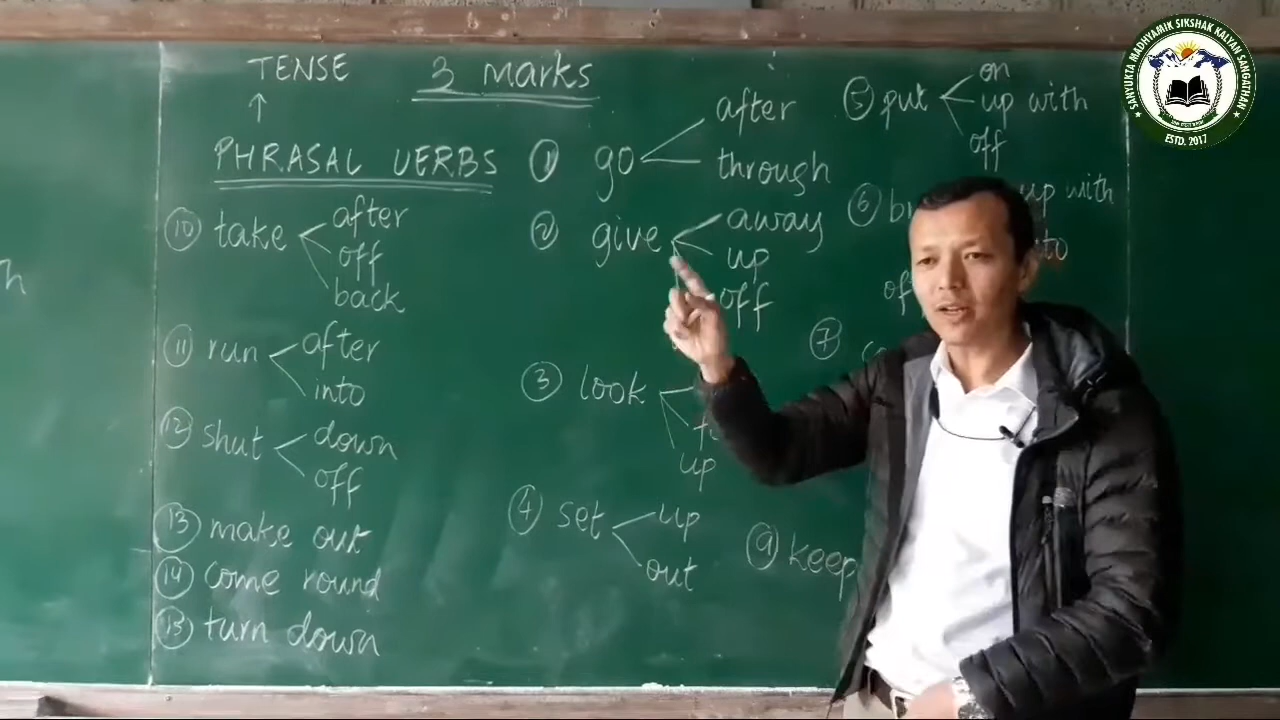 TENSE
↑
PHRASAL VERBS
3 marks
① go after
through
② give away
up
off
③ look
up
④ set up
out
⑤ put on
up with
off
⑥ up with
⑦
⑨ keep
⑩ take after
off
back
⑪ run after
into
⑫ shut down
off
⑬ make out
⑭ come round
⑮ turn down
SANYUKTA MADHYAMIK SIKSHAK KALYAN SANGATHAN
ESTD. 2017